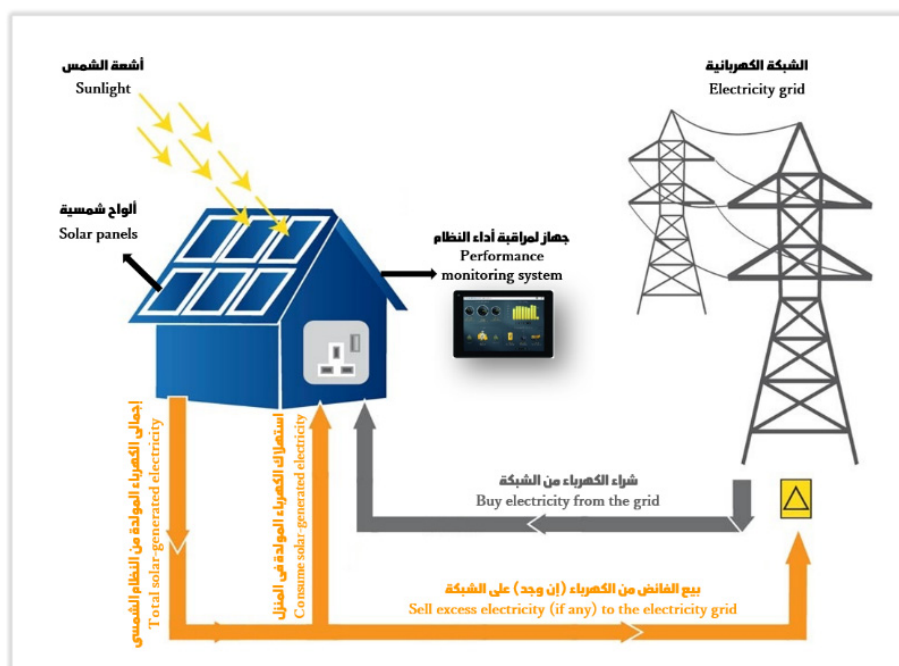 أشعة الشمس
Sunlight
الشبكة الكهربائية
Electricity grid
ألواح شمسية
Solar panels
جهاز لمراقبة أداء النظام
Performance
monitoring system
إجمالي الكهرباء المولدة من النظام الشمسي
Total solar-generated electricity
استهلاك الكهرباء المولدة في المنزل
Consume solar-generated electricity
شراء الكهرباء من الشبكة
Buy electricity from the grid
بيع الفائض من الكهرباء (إن وجد) على الشبكة
Sell excess electricity (if any) to the electricity grid